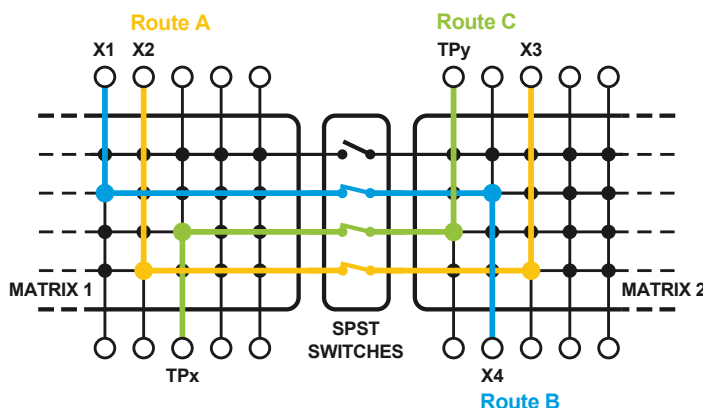 Route A
Route C
X1 X2
TPy X3
MATRIX 1
MATRIX 2
SPST
SWITCHES
TPx
X4
Route B